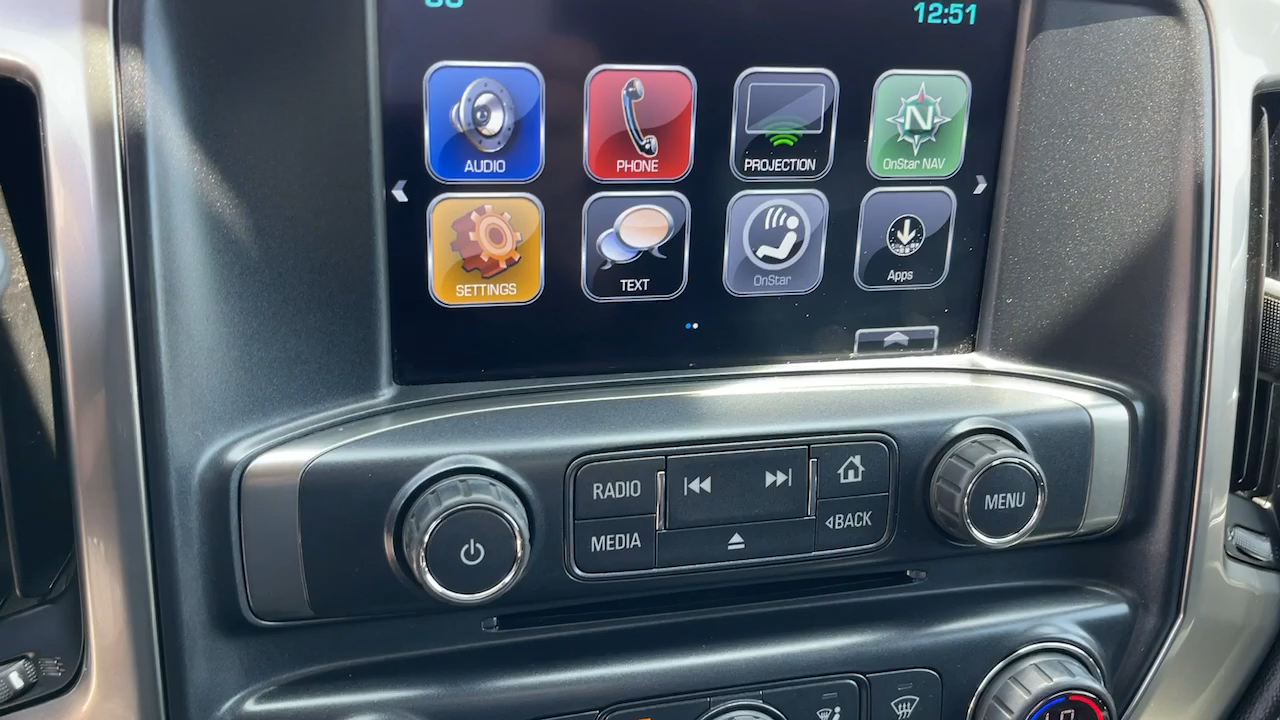 12:51
AUDIO
PHONE
PROJECTION
N
OnStar NAV
SETTINGS
TEXT
OnStar
Apps
RADIO
MEDIA
BACK
MENU